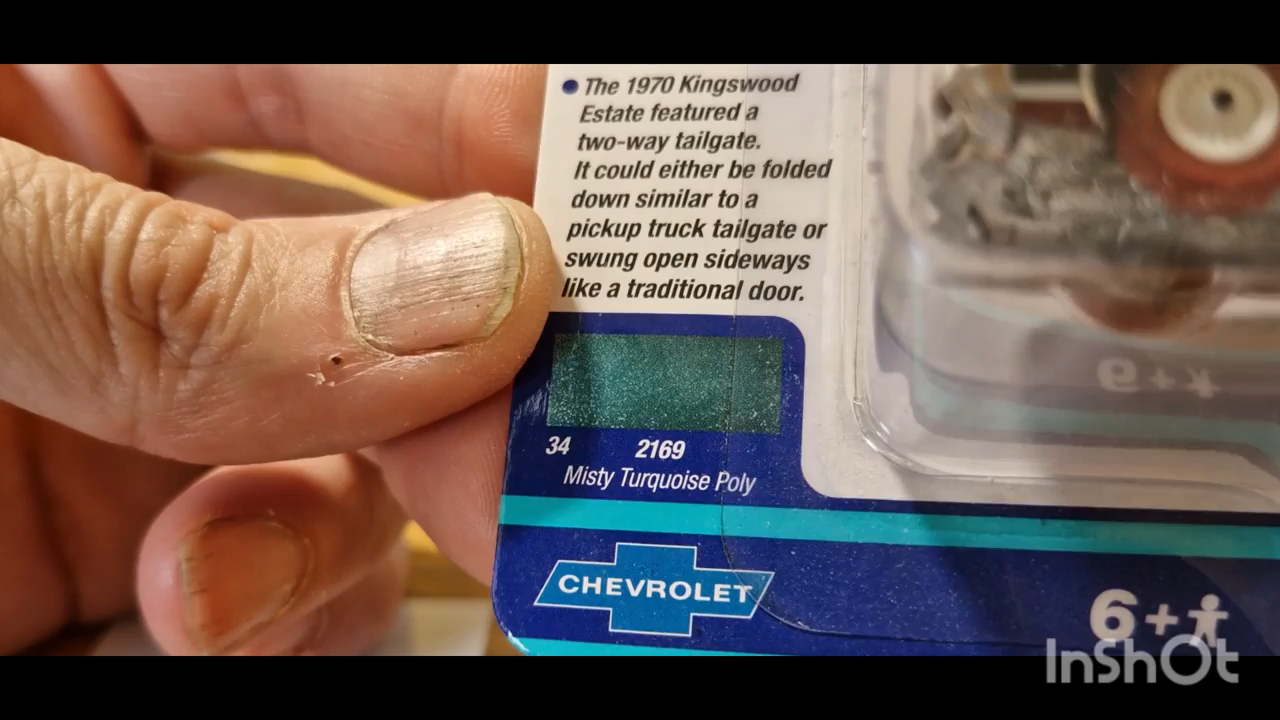 The 1970 Kingswood
Estate featured a
two-way tailgate.
It could either be folded
down similar to a
pickup truck tailgate or
swung open sideways
like a traditional door.
34 2169
Misty Turquoise Poly
CHEVROLET
6+
6+
InShOt